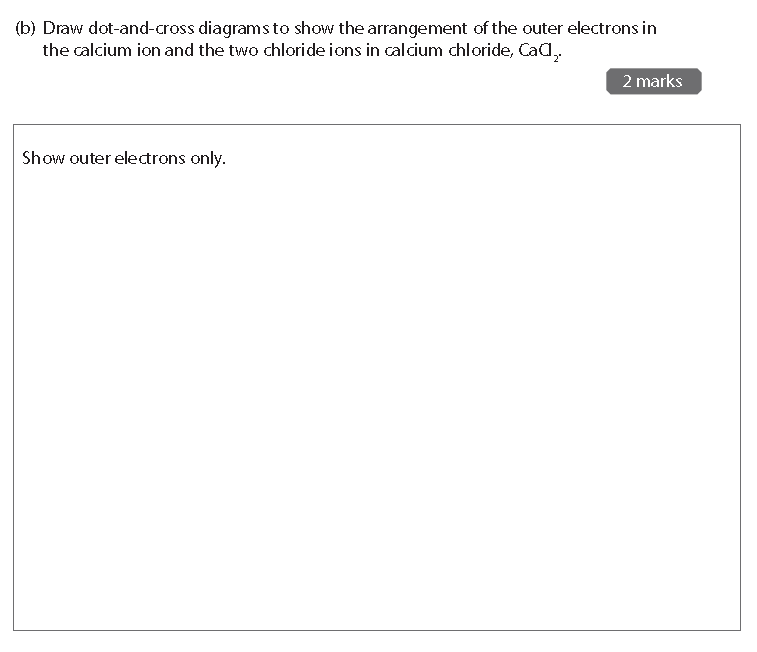 (b) Draw dot-and-cross diagrams to show the arrangement of the outer electrons in
the calcium ion and the two chloride ions in calcium chloride, CaCl₂.
2 marks
Show outer electrons only.